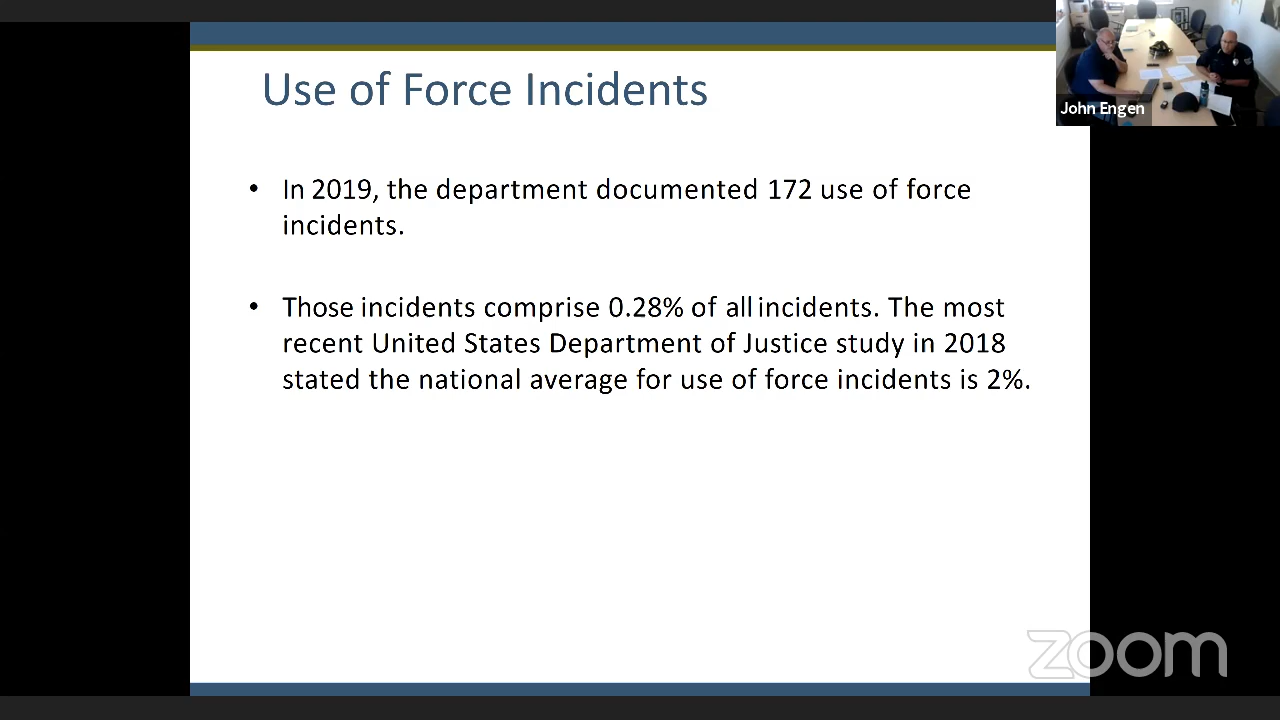 Use of Force Incidents
John Engen
• In 2019, the department documented 172 use of force
incidents.
• Those incidents comprise 0.28% of all incidents. The most
recent United States Department of Justice study in 2018
stated the national average for use of force incidents is 2%.
zoom